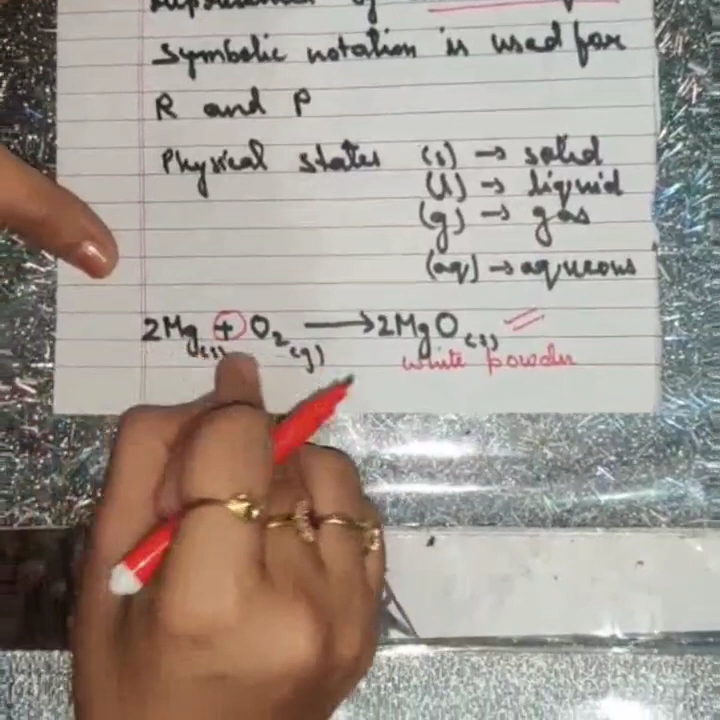 Symbolic notation is used for
R and P
Physical states (s) → solid
(l) → liquid
(g) → gas
(aq) → aqueous
2Mg(s) + O₂(g) → 2MgO(s)
white powder